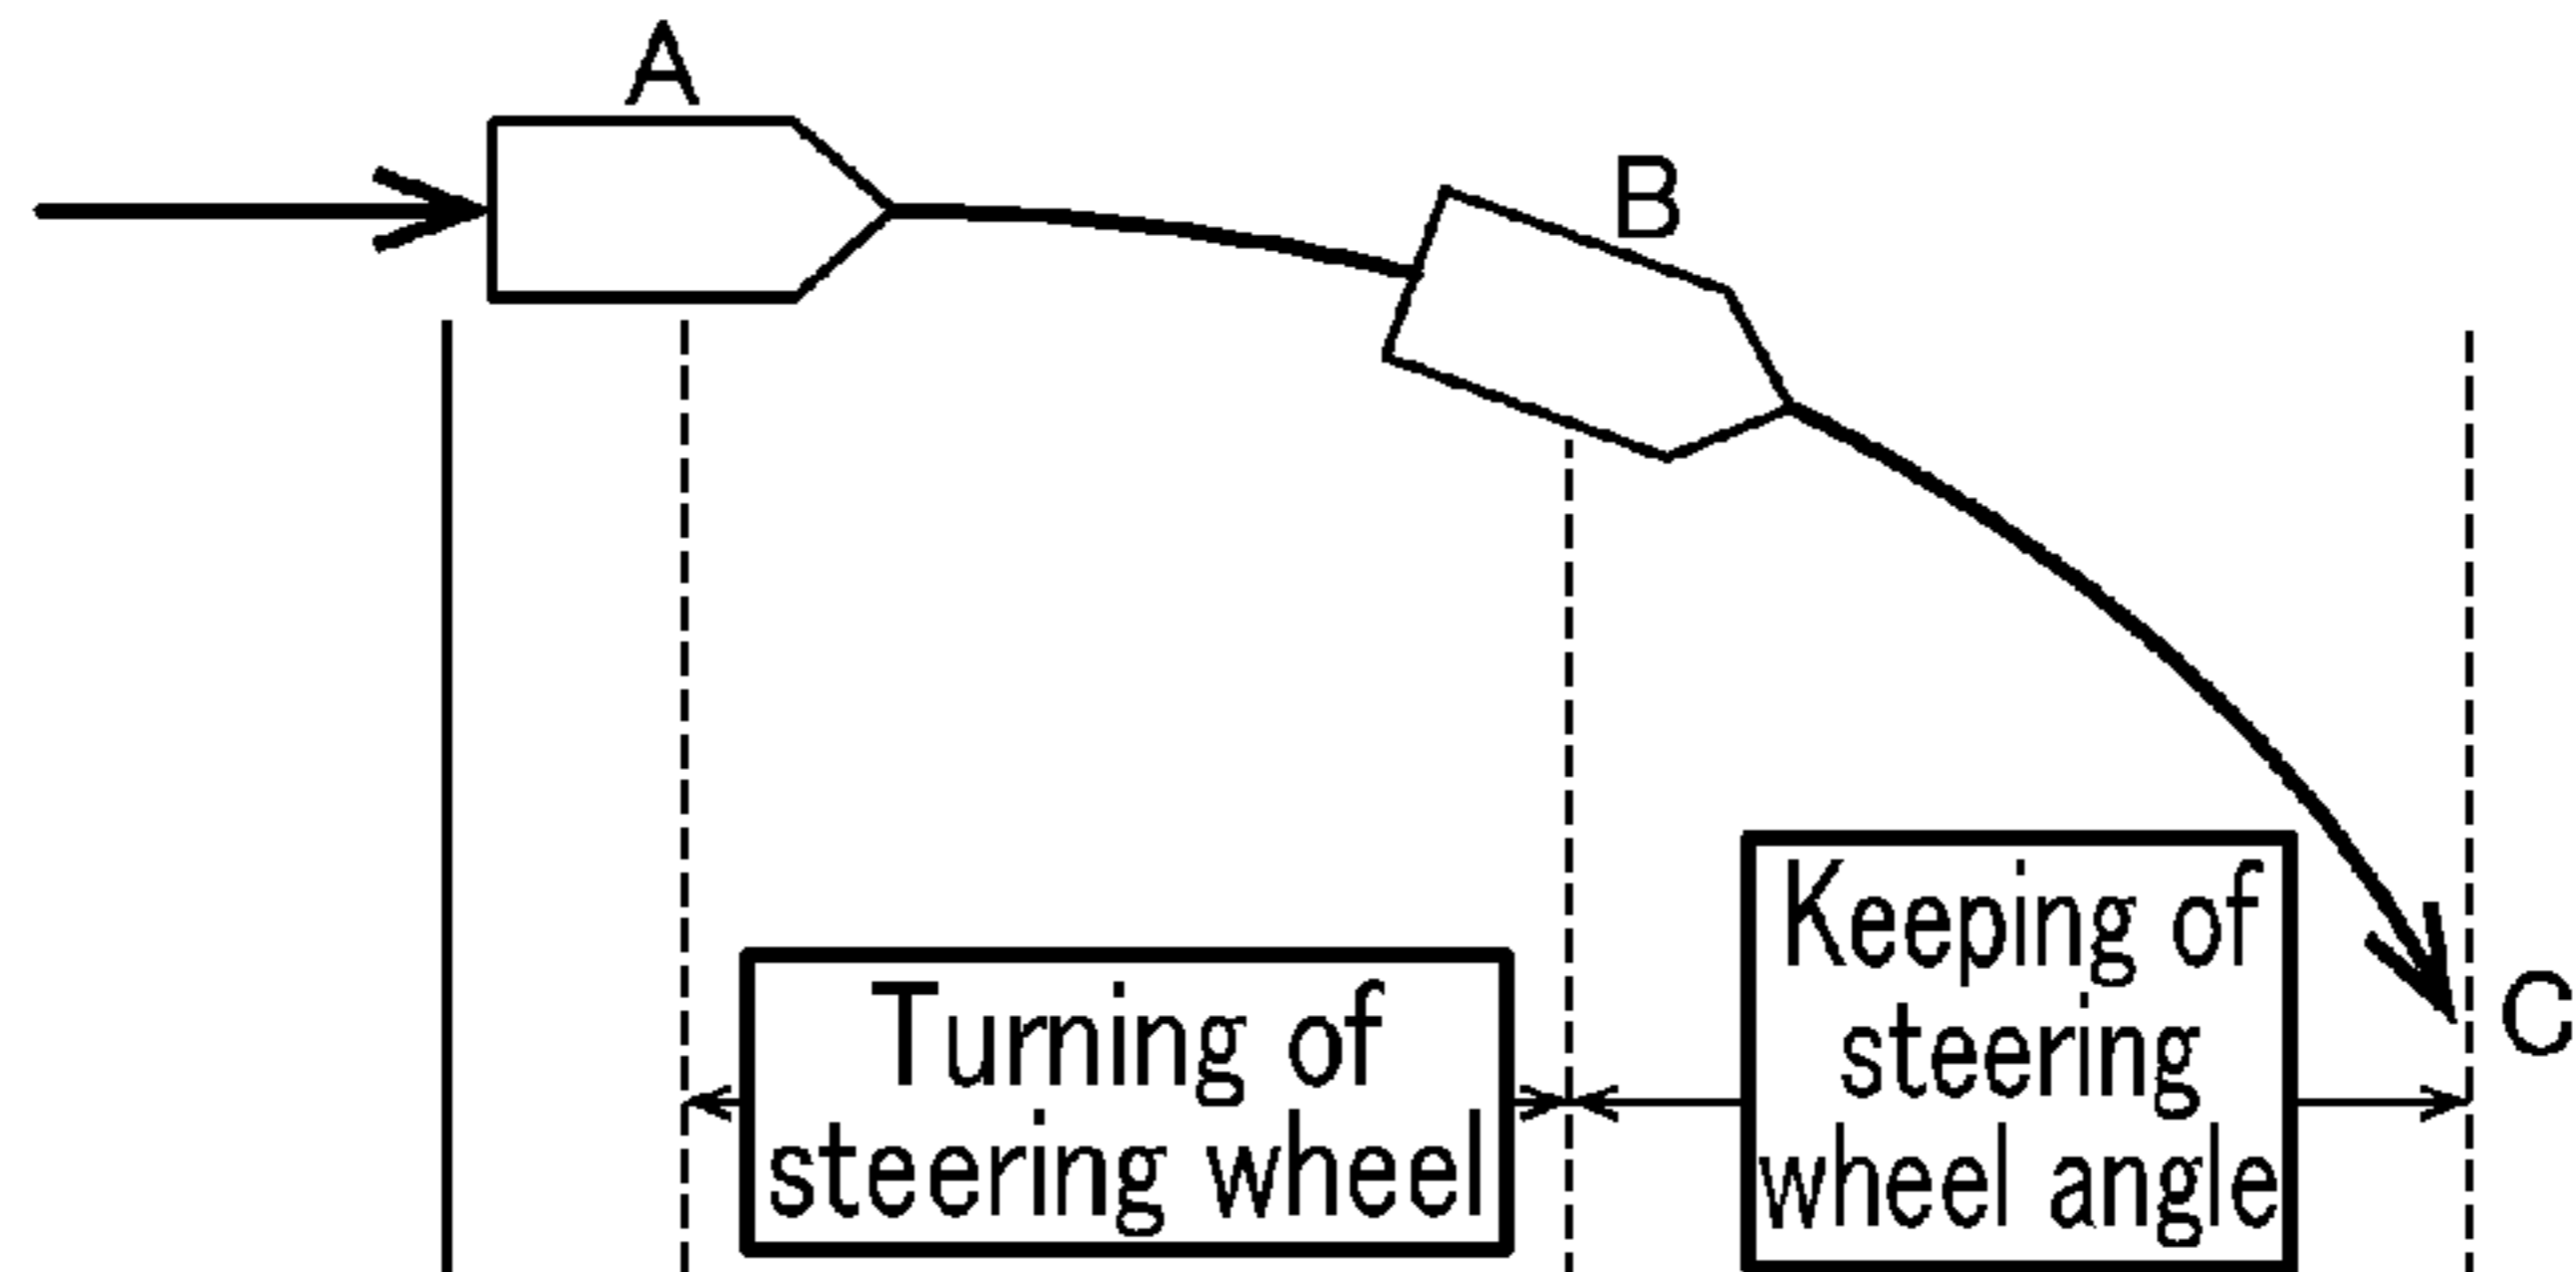 A
B
C
Turning of
steering wheel
Keeping of
steering
wheel angle